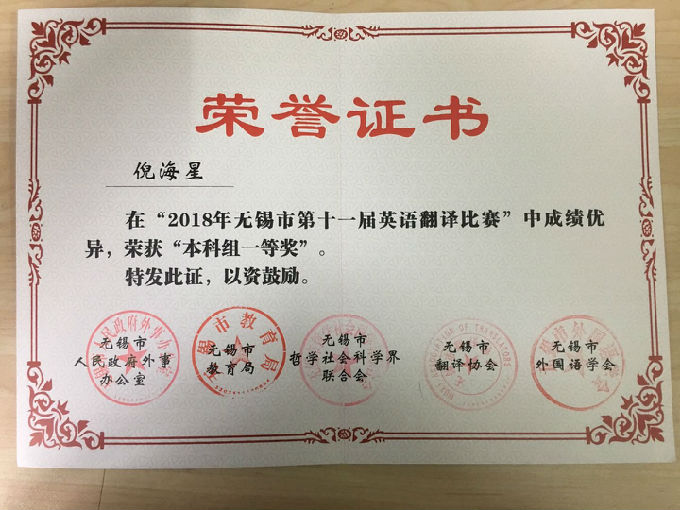 荣誉证书
倪海星
在“2018年无锡市第十一届英语翻译比赛”中成绩优
异，荣获“本科组一等奖”。
特发此证，以资鼓励。
无锡市
人民政府外事
办公室
无锡市
教育局
无锡市
哲学社会科学界
联合会
无锡市
翻译协会
无锡市
外国语学会